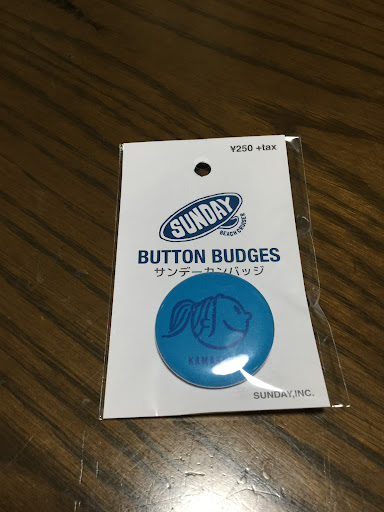 ¥250 +tax
SUNDAY
BEACH CRUISER
BUTTON BUDGES
サンデーカンバッジ
SUNDAY,INC.